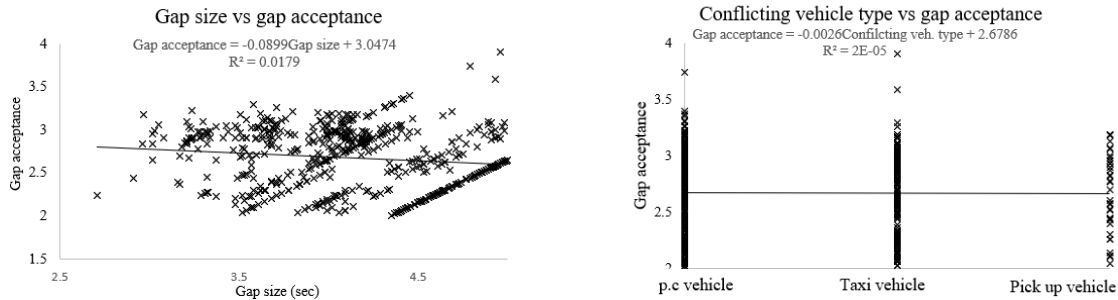 Gap size vs gap acceptance
Gap acceptance = -0.0899Gap size + 3.0474
R² = 0.0179
4
3.5
3
2.5
2
1.5
Gap acceptance
2.5
3.5
4.5
Gap size (sec)
Conflicting vehicle type vs gap acceptance
Gap acceptance = -0.0026Confilcting veh. type + 2.6786
R² = 2E-05
4
3.5
3
2.5
2
Gap acceptance
p.c vehicle
Taxi vehicle
Pick up vehicle